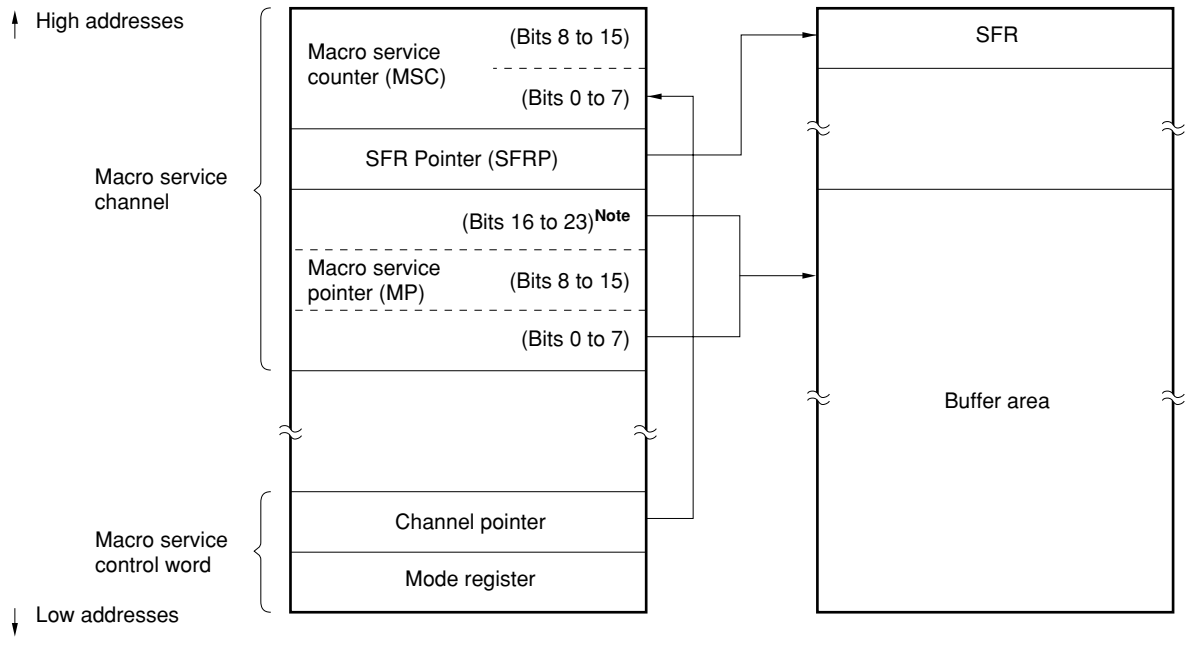 High addresses
Macro service
counter (MSC)
(Bits 8 to 15)
(Bits 0 to 7)
SFR Pointer (SFRP)
Macro service
channel
(Bits 16 to 23)Note
Macro service
pointer (MP)
(Bits 8 to 15)
(Bits 0 to 7)
Channel pointer
Macro service
control word
Mode register
Low addresses
SFR
Buffer area